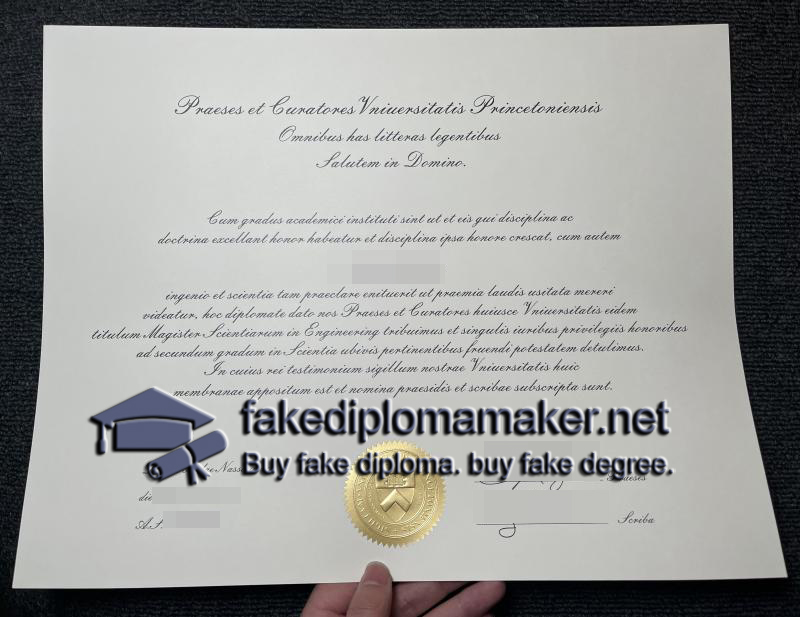 Praeses et Curatores Vniuersitatis Princetoniensis
Omnibus has litteras legentibus
Salutem in Domino.
Cum gradus academici instituti sint ut et eis qui disciplina ac
doctrina excellant honor habeatur et disciplina ipsa honore crescat, cum autem
ingenio et scientia tam praeclare enituerit ut praemia laudis usitata mereri
videatur, hoc diplomate dato nos Praeses et Curatores huiusce Vniuersitatis eidem
titulum Magister Scientiarum in Engineering tribuimus et singulis iuribus privilegiis honoribus
ad secundum gradum in Scientia ubivis pertinentibus fruendi potestatem detulimus.
In cuius rei testimonium sigillum nostrae Vniuersitatis huic
membranae appositum est et nomina praesidis et scribae subscripta sunt.
fakediplomamaker.net
Buy fake diploma. buy fake degree.
die
A.S.
Scriba